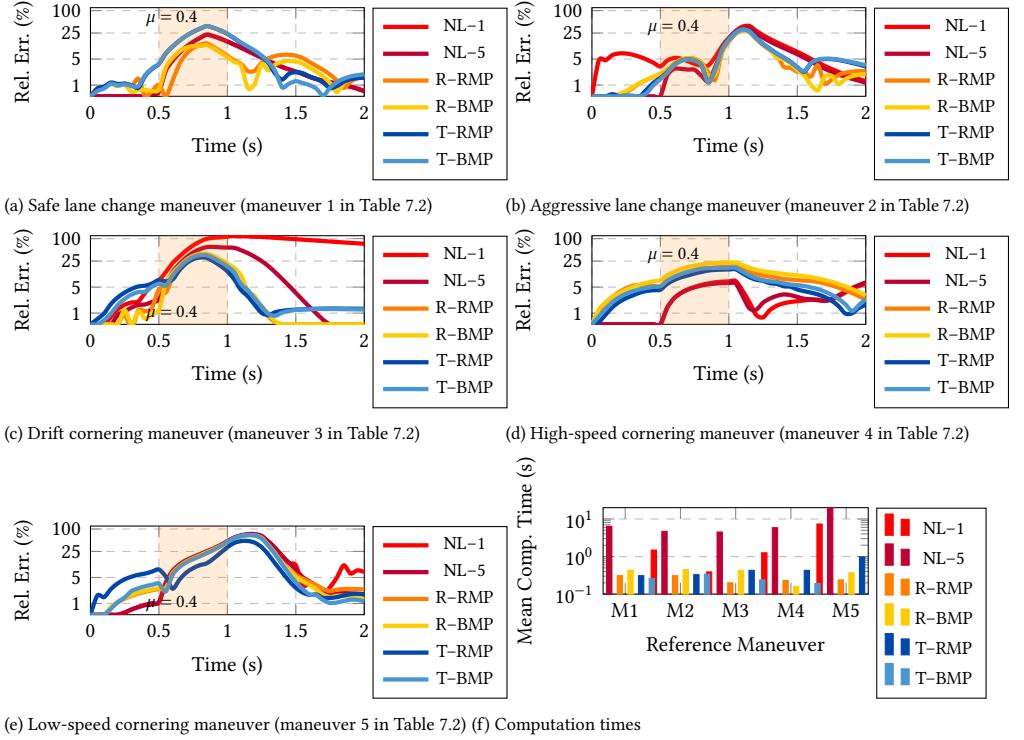 Rel. Err. (%)
100
25
5
1
μ = 0.4
0
0.5
1
1.5
2
Time (s)
NL−1
NL−5
R−RMP
R−BMP
T−RMP
T−BMP
(a) Safe lane change maneuver (maneuver 1 in Table 7.2)
Rel. Err. (%)
100
25
5
1
μ = 0.4
0
0.5
1
1.5
2
Time (s)
NL−1
NL−5
R−RMP
R−BMP
T−RMP
T−BMP
(b) Aggressive lane change maneuver (maneuver 2 in Table 7.2)
Rel. Err. (%)
100
25
5
1
μ = 0.4
0
0.5
1
1.5
2
Time (s)
NL−1
NL−5
R−RMP
R−BMP
T−RMP
T−BMP
(c) Drift cornering maneuver (maneuver 3 in Table 7.2)
Rel. Err. (%)
100
25
5
1
μ = 0.4
0
0.5
1
1.5
2
Time (s)
NL−1
NL−5
R−RMP
R−BMP
T−RMP
T−BMP
(d) High-speed cornering maneuver (maneuver 4 in Table 7.2)
Rel. Err. (%)
100
25
5
1
μ = 0.4
0
0.5
1
1.5
2
Time (s)
NL−1
NL−5
R−RMP
R−BMP
T−RMP
T−BMP
(e) Low-speed cornering maneuver (maneuver 5 in Table 7.2)
Mean Comp. Time (s)
10¹
10⁰
10⁻¹
M1
M2
M3
M4
M5
Reference Maneuver
NL−1
NL−5
R−RMP
R−BMP
T−RMP
T−BMP
(f) Computation times